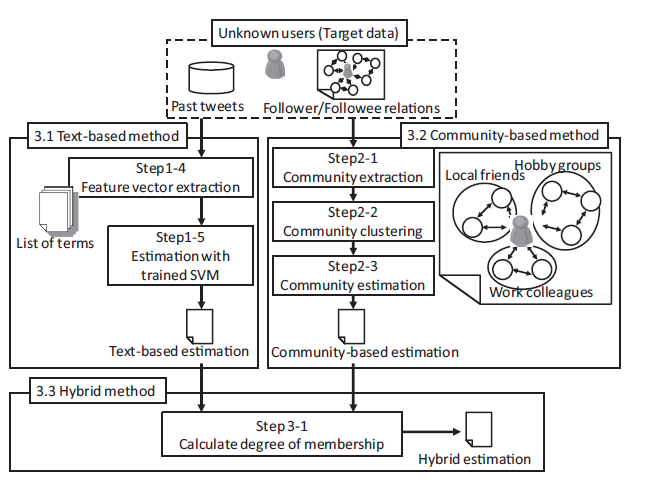 Unknown users (Target data)
Past tweets
Follower/Followee relations
3.1 Text-based method
Step1-4
Feature vector extraction
List of terms
Step1-5
Estimation with
trained SVM
Text-based estimation
3.2 Community-based method
Step2-1
Community extraction
Step2-2
Community clustering
Step2-3
Community estimation
Community-based estimation
Hobby groups
Local friends
Work colleagues
3.3 Hybrid method
Step 3-1
Calculate degree of membership
Hybrid estimation